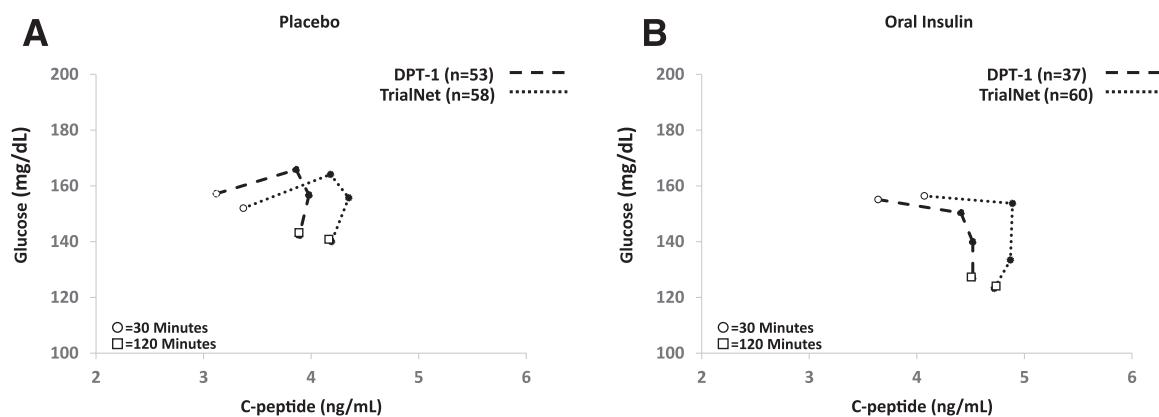 A
Placebo
DPT-1 (n=53)
TrialNet (n=58)
Glucose (mg/dL)
200
180
160
140
120
100
○=30 Minutes
□=120 Minutes
2 3 4 5 6
C-peptide (ng/mL)
B
Oral Insulin
DPT-1 (n=37)
TrialNet (n=60)
Glucose (mg/dL)
200
180
160
140
120
100
○=30 Minutes
□=120 Minutes
2 3 4 5 6
C-peptide (ng/mL)